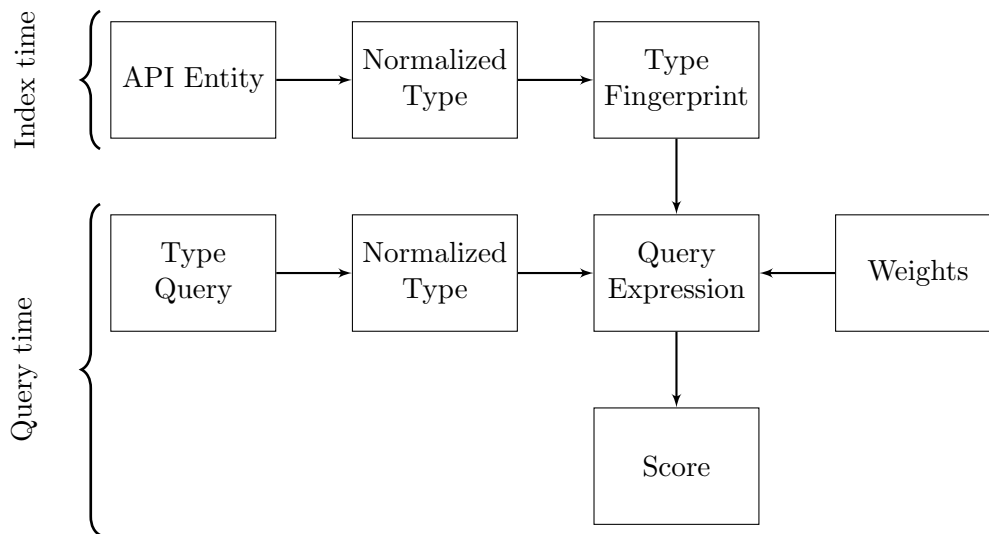 Index time
API Entity
Normalized
Type
Type
Fingerprint
Query time
Type
Query
Normalized
Type
Query
Expression
Weights
Score